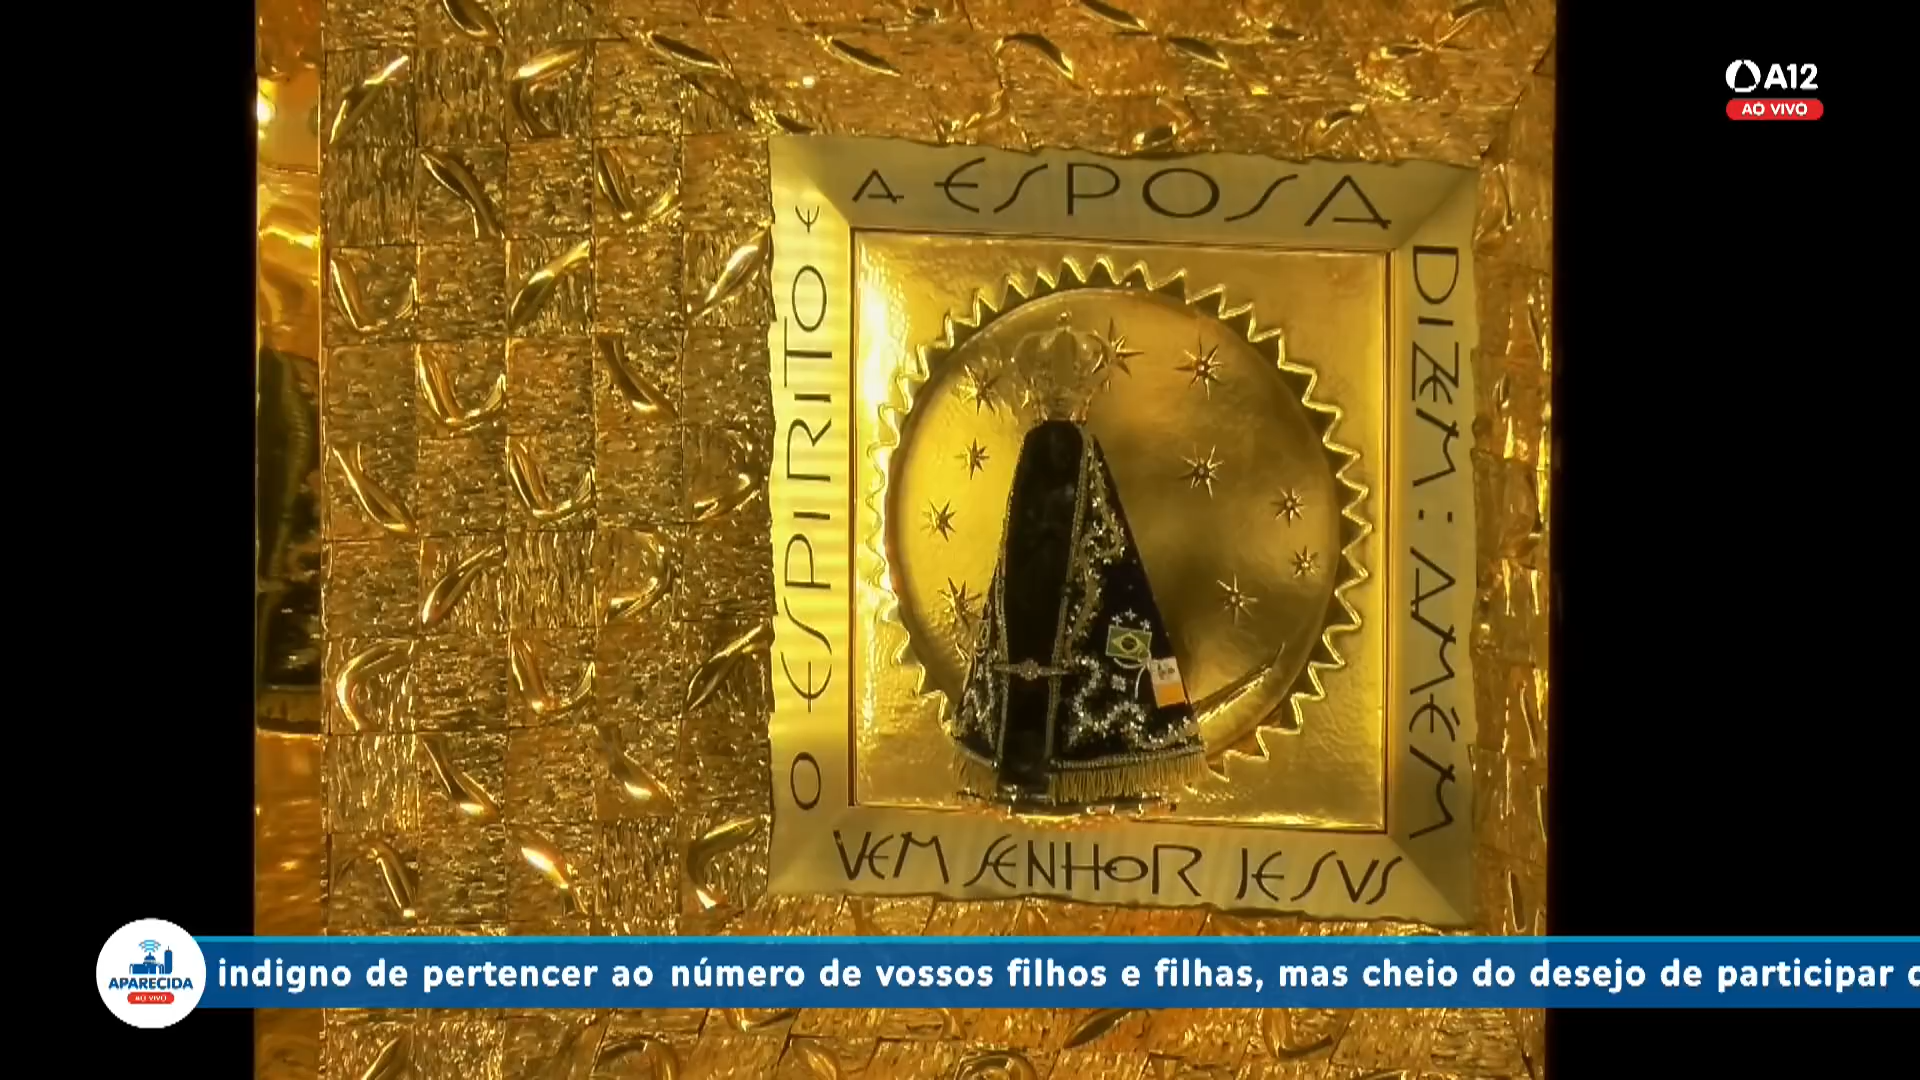 A12
AO VIVO
O ESPIRITO E
A ESPOSA
DIZEM: AMÉM
VEM SENHOR JESUS
APARECIDA
AO VIVO
indigno de pertencer ao número de vossos filhos e filhas, mas cheio do desejo de participar